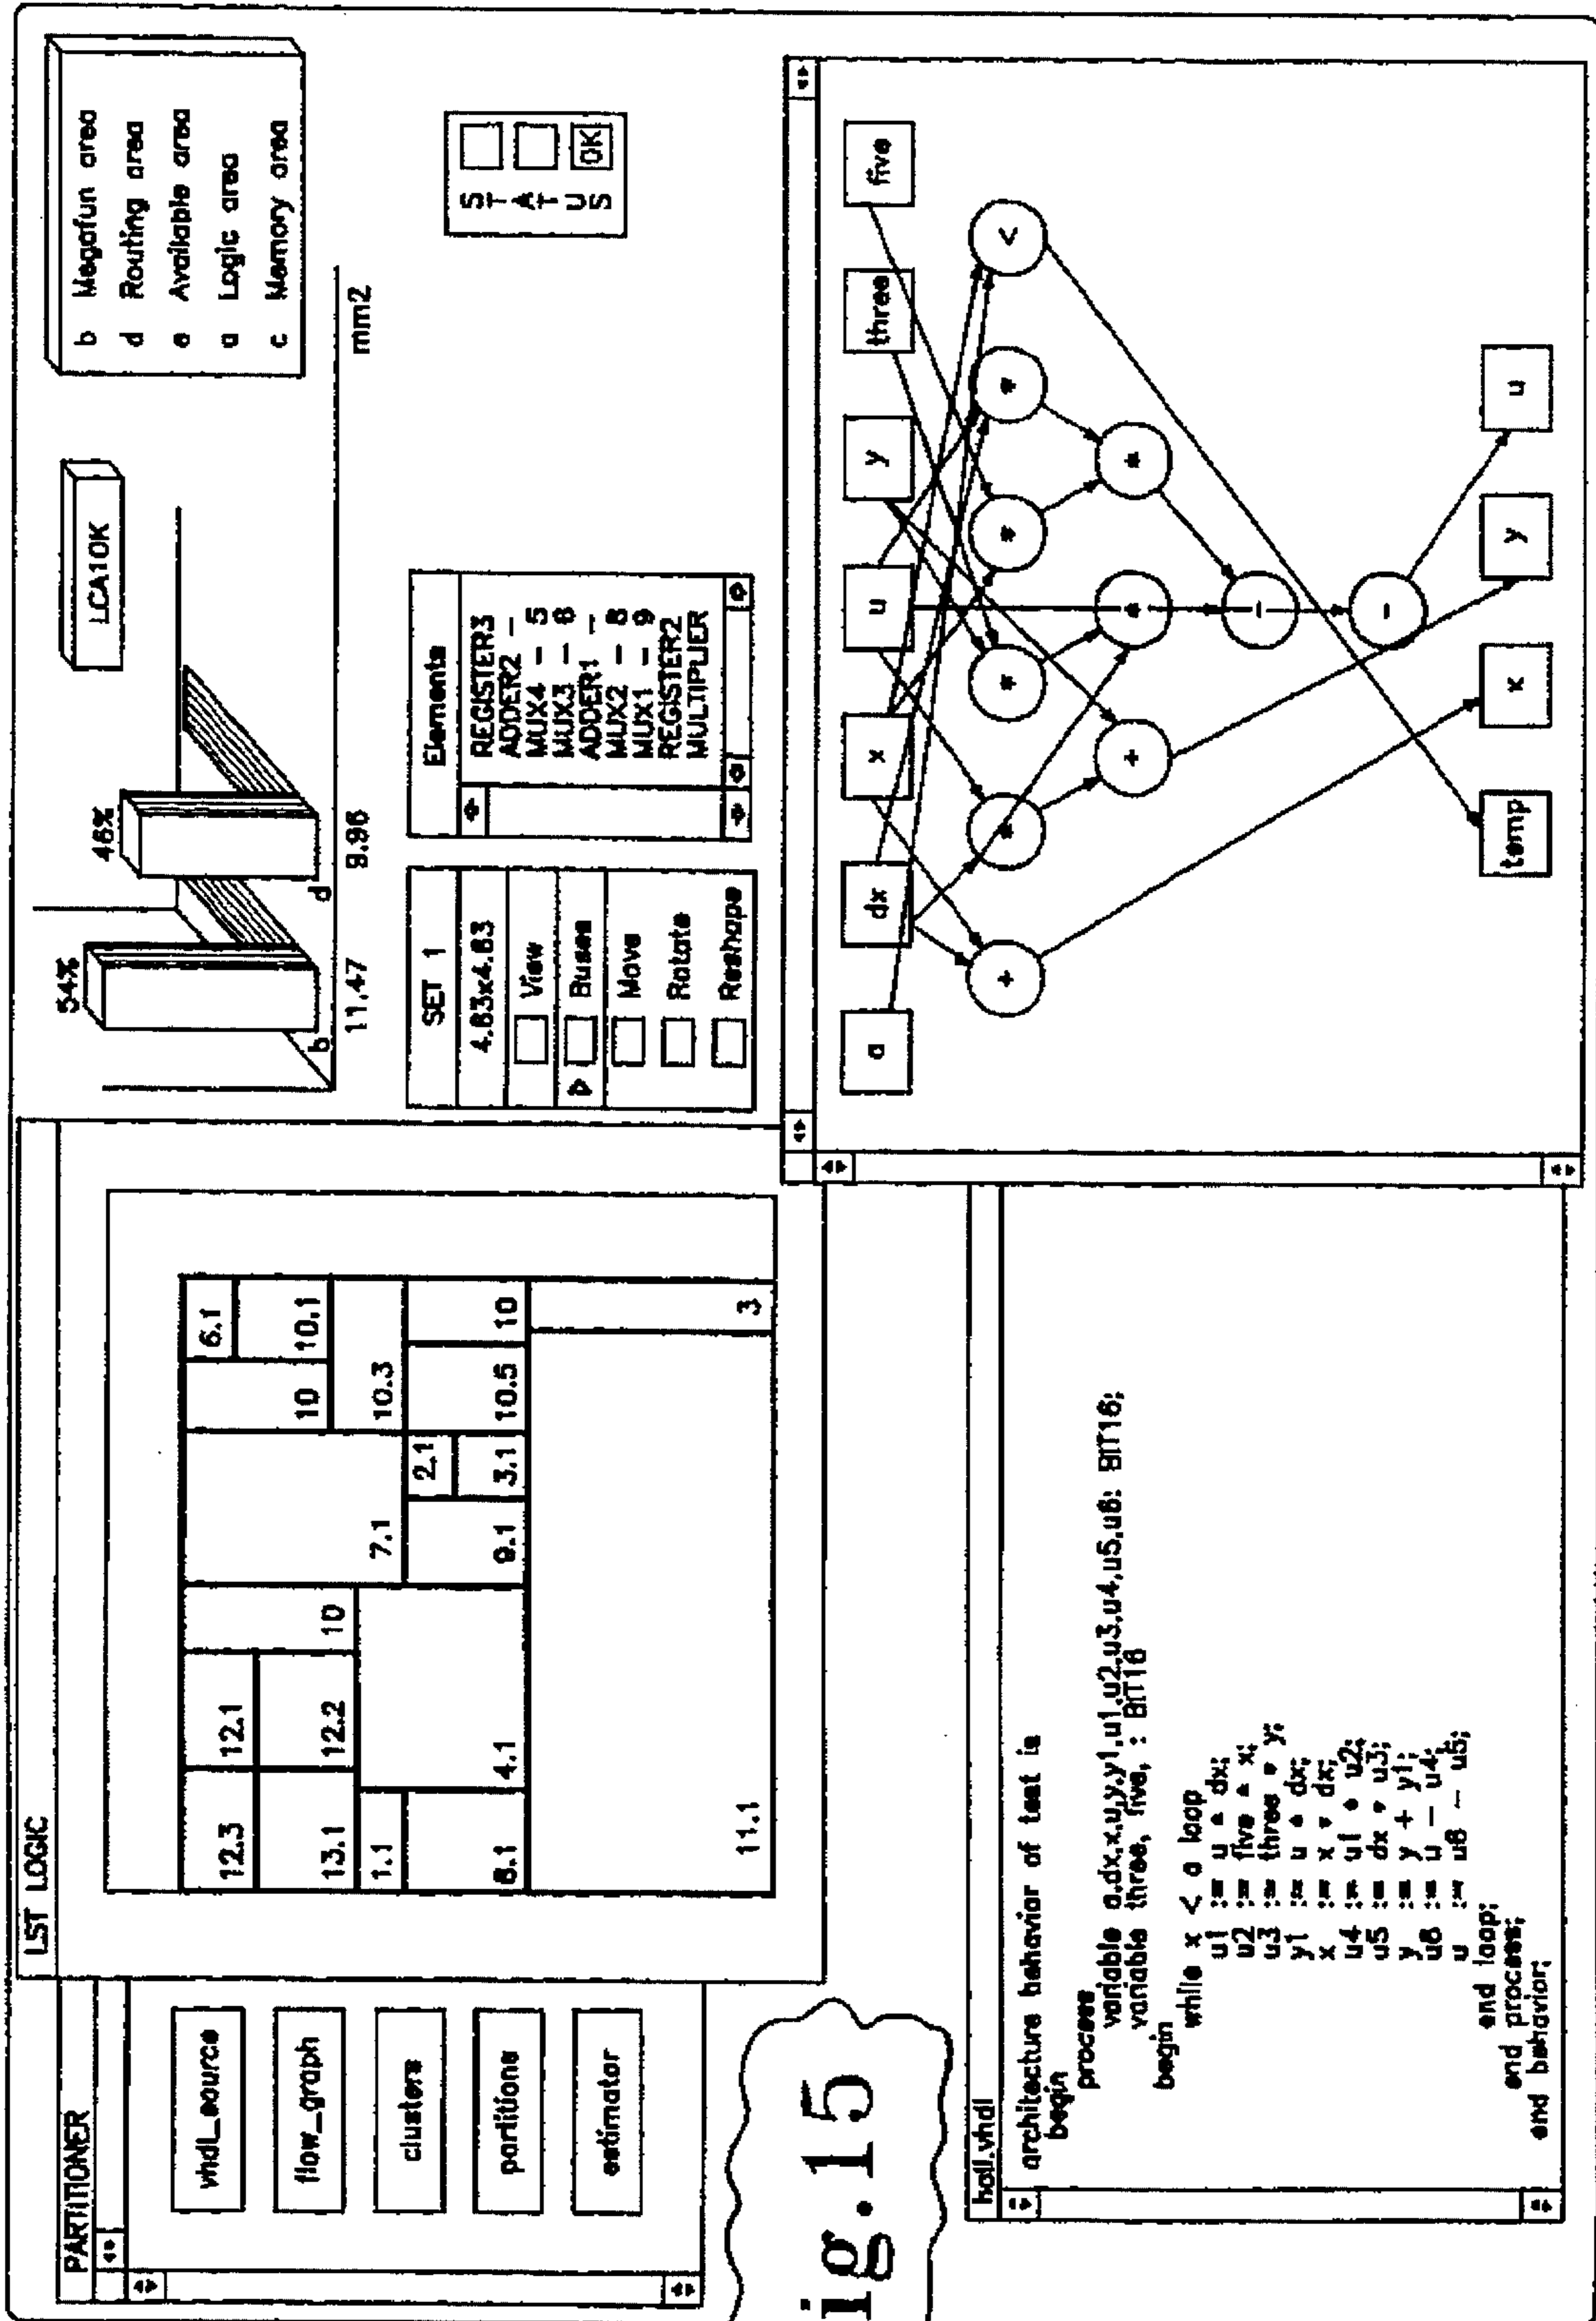 PARTITIONER
vhdl_source
flow_graph
clusters
partitions
estimator
LST LOGIC
12.3
12.1
10
7.1
10
6.1
10.1
13.1
12.2
10.3
1.1
4.1
2.1
10.5
10
8.1
9.1
3.1
11.1
3
54%
46%
b
d
11.47
9.96
mm2
LCA10K
b Megafun area
d Routing area
e Available area
a Logic area
c Memory area
SET 1
4.63x4.63
View
Buses
Move
Rotate
Reshape
Elements
REGISTER3
ADDER2 -
MUX4 - 5
MUX3 - 6
ADDER1 -
MUX2 - 8
MUX1 - 9
REGISTER2
MULTIPLIER
STATUS
OK
ig.15
hall.vhdl
architecture behavior of test is
begin
process
variable a,dx,x,u,y,y1,u1,u2,u3,u4,u5,u6: BIT16;
variable three, five, : BIT16
begin
while x < a loop
u1 := u * dx;
u2 := five * x;
u3 := three * y;
y1 := u * dx;
x := x + dx;
u4 := u1 * u2;
u5 := dx * u3;
y := y + y1;
u6 := u - u4;
u := u6 - u5;
end loop;
end process;
end behavior;
a
dx
x
u
y
three
five
+
*
*
*
*
<
+
*
*
-
-
temp
x
y
u